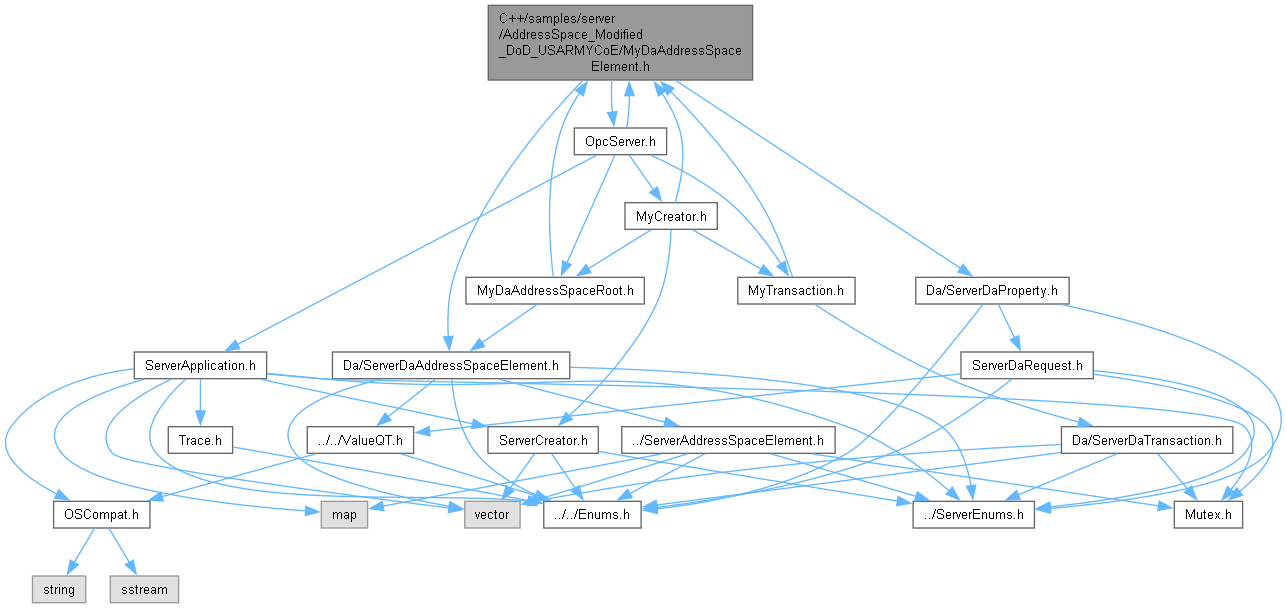 C++/samples/server
/AddressSpace_Modified
_DoD_USARMYCoE/MyDaAddressSpace
Element.h
OpcServer.h
MyCreator.h
MyDaAddressSpaceRoot.h
MyTransaction.h
Da/ServerDaProperty.h
ServerApplication.h
Da/ServerDaAddressSpaceElement.h
ServerDaRequest.h
Trace.h
../../ValueQT.h
ServerCreator.h
../ServerAddressSpaceElement.h
Da/ServerDaTransaction.h
OSCompat.h
map
vector
../../Enums.h
../ServerEnums.h
Mutex.h
string
sstream